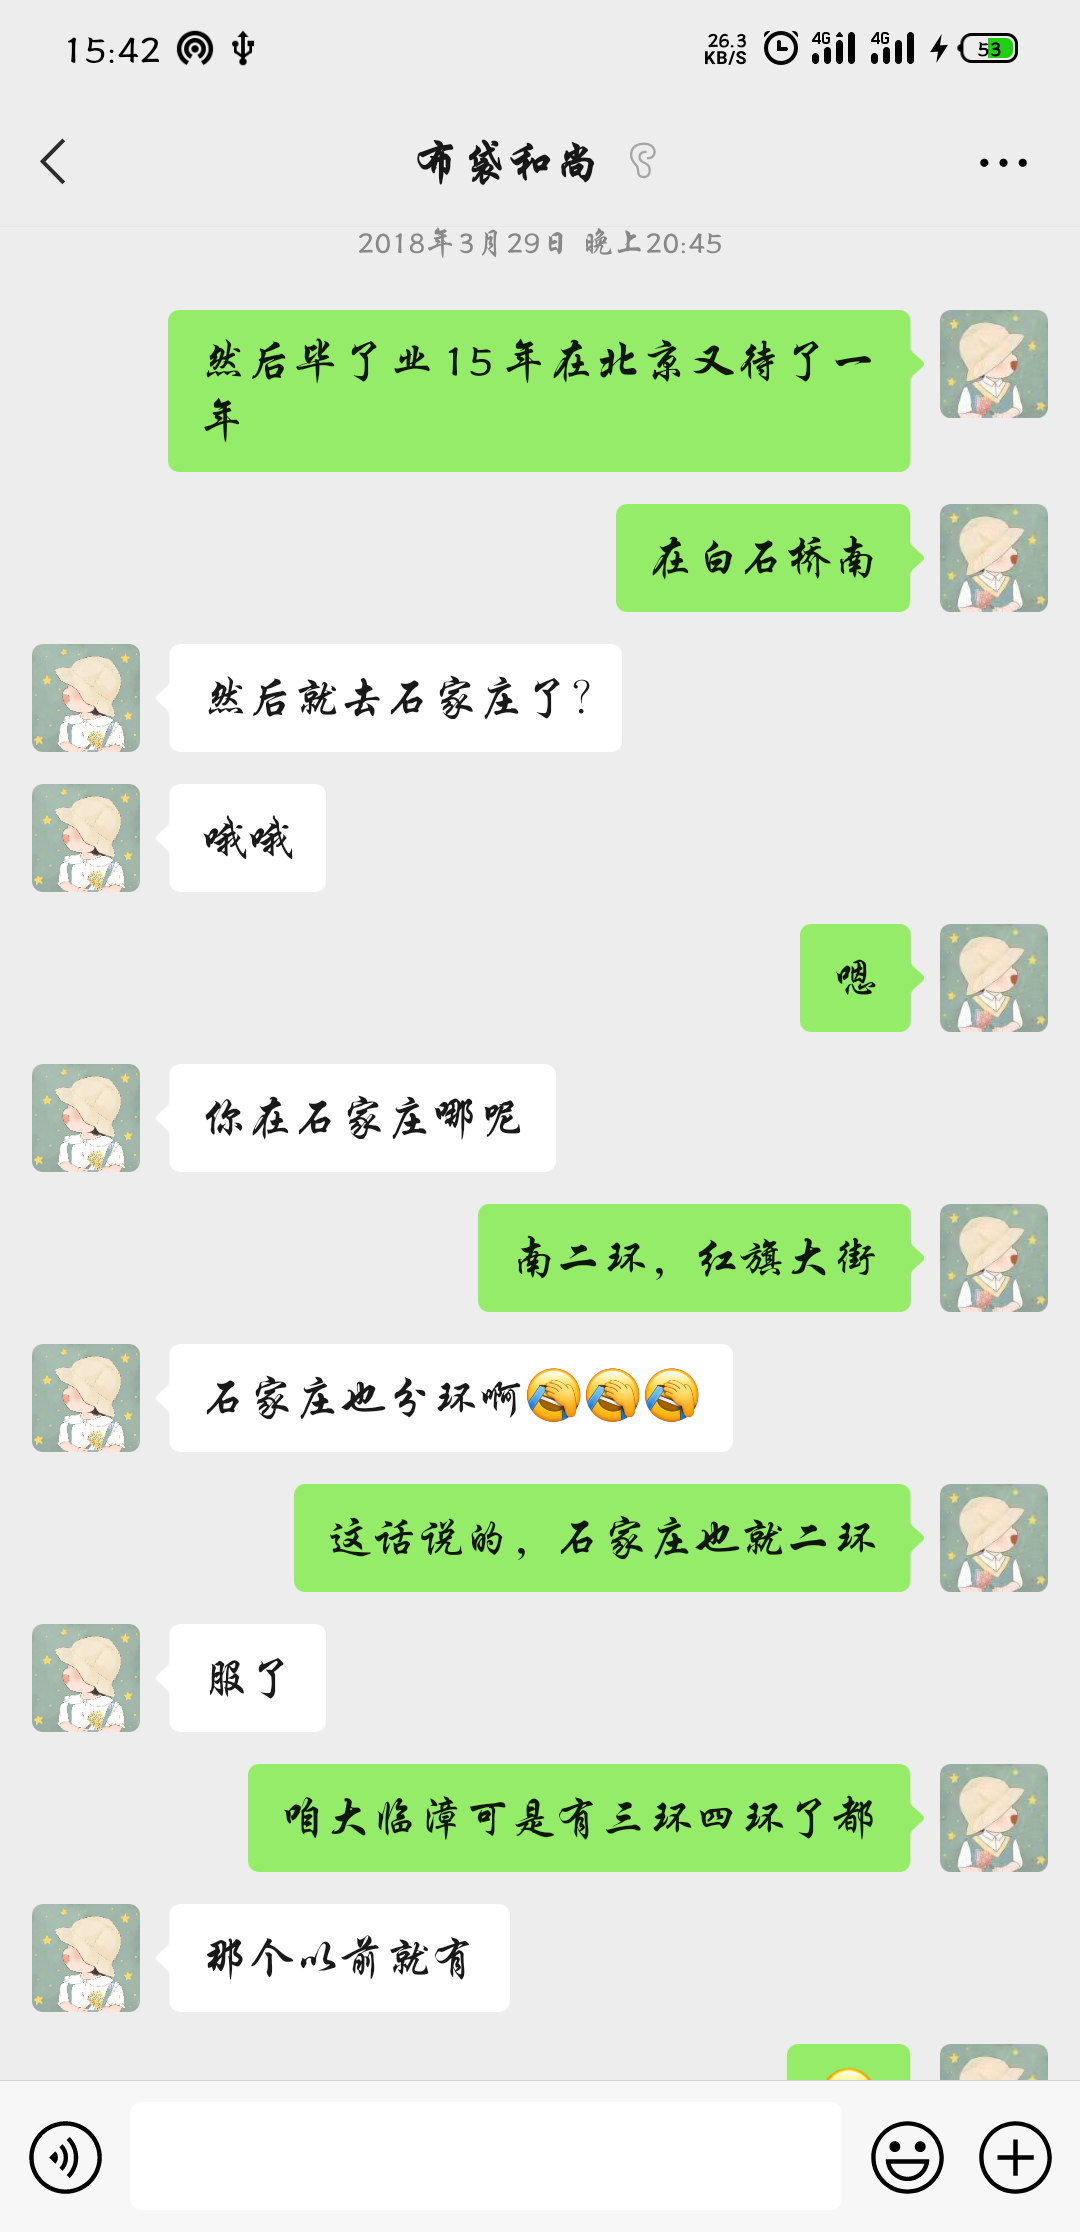 15:42
26.3
KB/S
4G
4G
53
布袋和尚
2018年3月29日 晚上20:45
然后毕了业15年在北京又待了一
年
在白石桥南
然后就去石家庄了？
哦哦
嗯
你在石家庄哪呢
南二环，红旗大街
石家庄也分环啊🤦🤦🤦
这话说的，石家庄也就二环
服了
咱大临漳可是有三环四环了都
那个以前就有